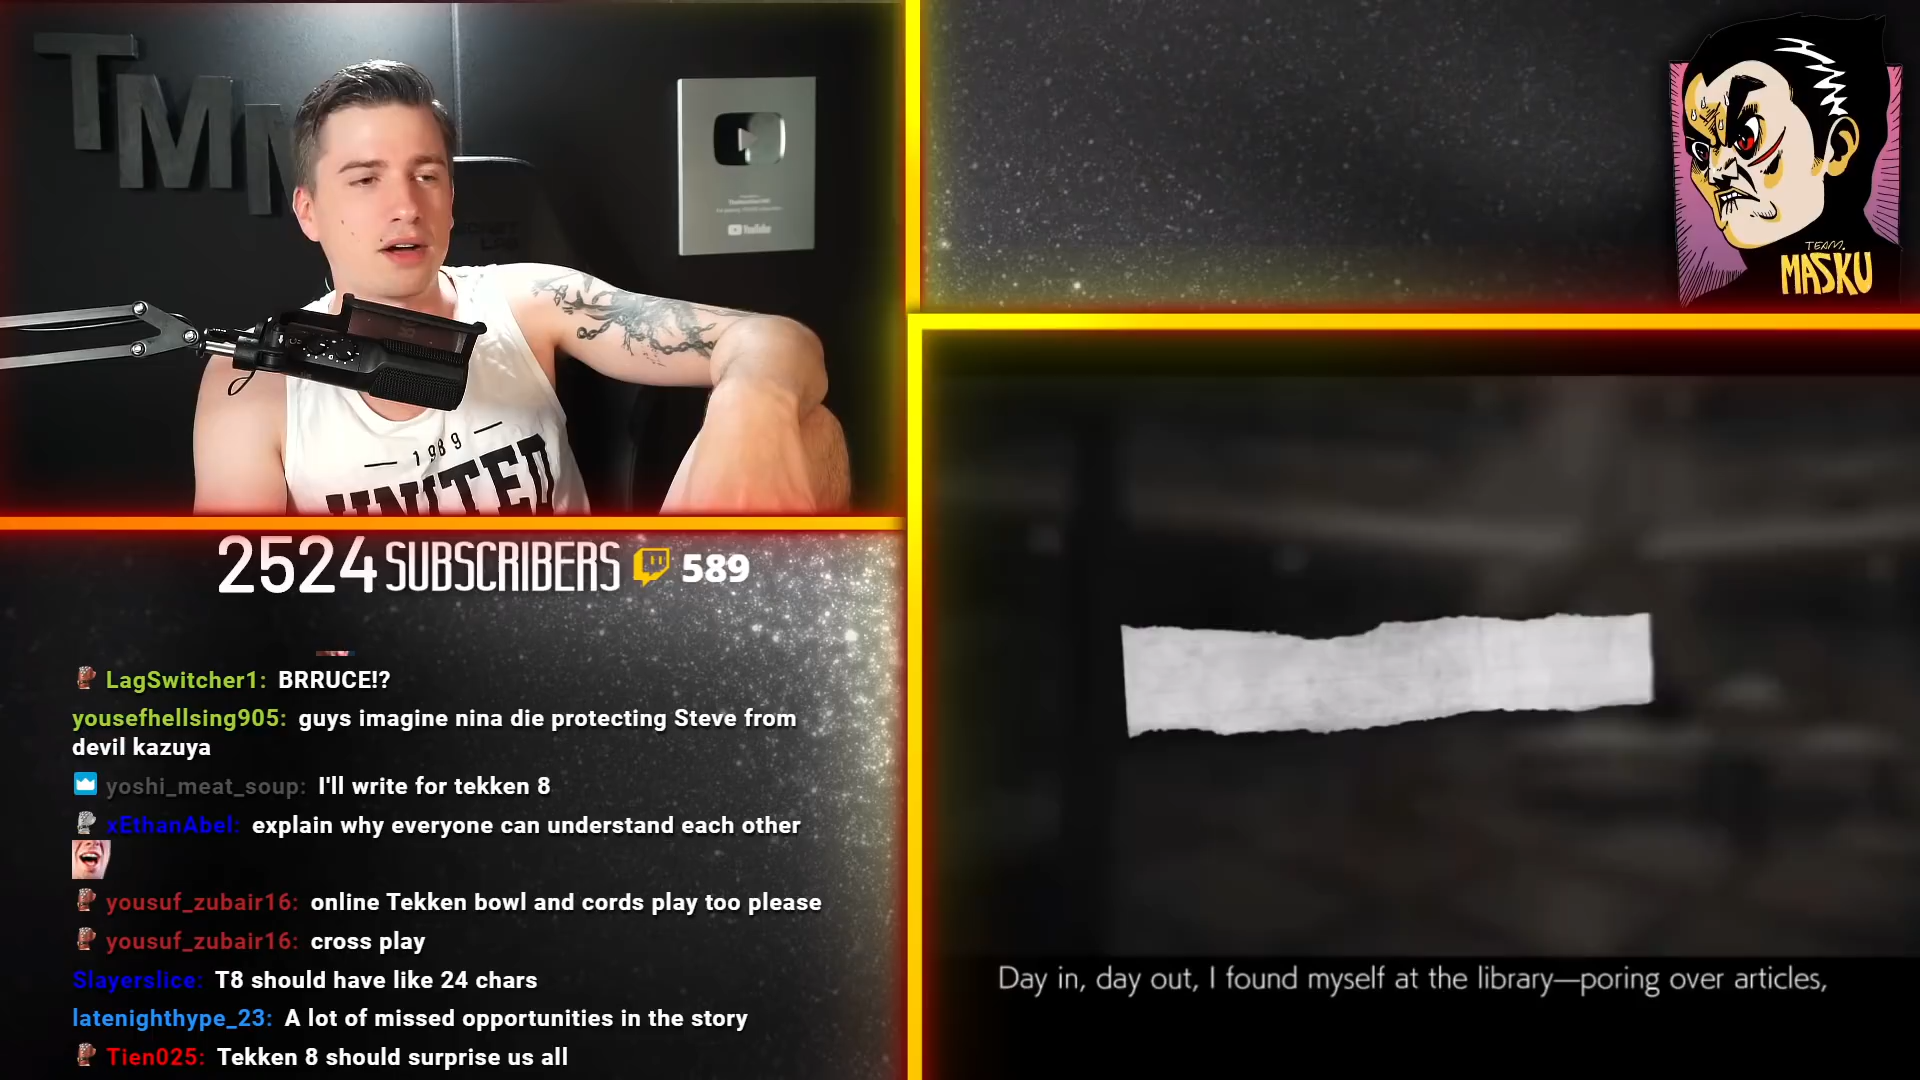 TMM
YouTube
1989
UNITED
TEAM.
MASKU
2524 SUBSCRIBERS 589
LagSwitcher1: BRRUCE!?
yousefhellsing905: guys imagine nina die protecting Steve from
devil kazuya
yoshi_meat_soup: I'll write for tekken 8
xEthanAbel: explain why everyone can understand each other
yousuf_zubair16: online Tekken bowl and cords play too please
yousuf_zubair16: cross play
Slayerslice: T8 should have like 24 chars
latenighthype_23: A lot of missed opportunities in the story
Tien025: Tekken 8 should surprise us all
Day in, day out, I found myself at the library—poring over articles,